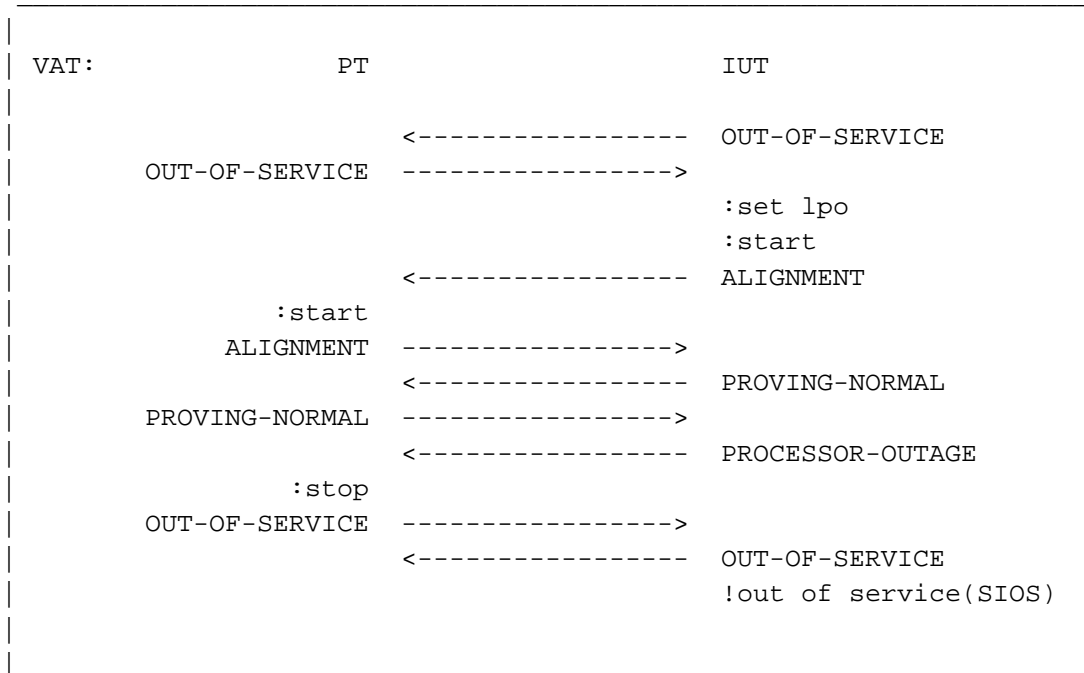 VAT: PT IUT
<----------------- OUT-OF-SERVICE
OUT-OF-SERVICE ----------------->
:set lpo
:start
<----------------- ALIGNMENT
:start
ALIGNMENT ----------------->
<----------------- PROVING-NORMAL
PROVING-NORMAL ----------------->
<----------------- PROCESSOR-OUTAGE
:stop
OUT-OF-SERVICE ----------------->
<----------------- OUT-OF-SERVICE
!out of service(SIOS)